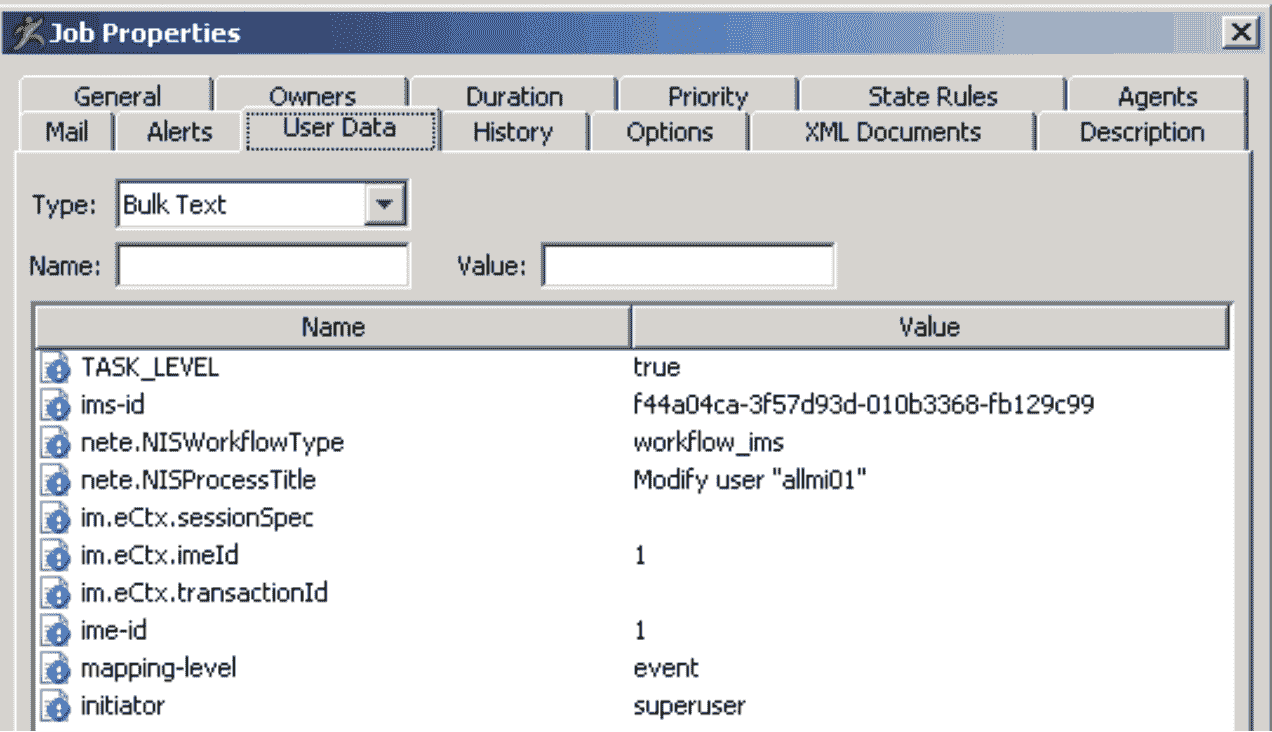 Job Properties
General Owners Duration Priority State Rules Agents
Mail Alerts User Data History Options XML Documents Description
Type: Bulk Text
Name: Value:
Name Value
TASK_LEVEL true
ims-id f44a04ca-3f57d93d-010b3368-fb129c99
nete.NISWorkflowType workflow_ims
nete.NISProcessTitle Modify user "allmi01"
im.eCtx.sessionSpec
im.eCtx.imeId 1
im.eCtx.transactionId
ime-id 1
mapping-level event
initiator superuser